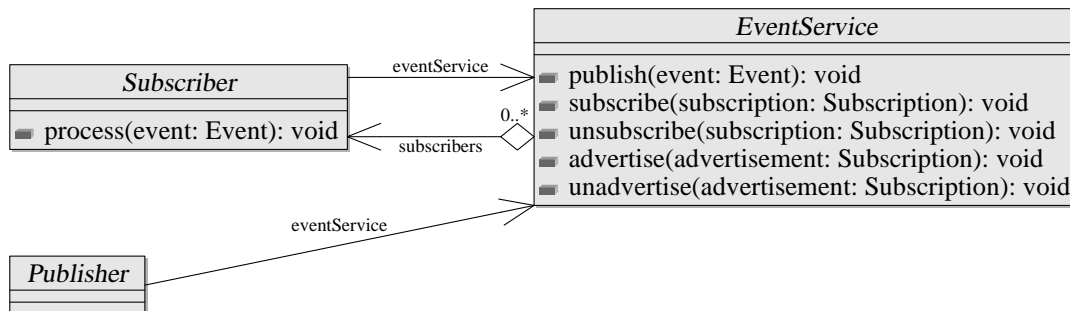 EventService
publish(event: Event): void
subscribe(subscription: Subscription): void
unsubscribe(subscription: Subscription): void
advertise(advertisement: Subscription): void
unadvertise(advertisement: Subscription): void
eventService
Subscriber
process(event: Event): void
0..*
subscribers
eventService
Publisher